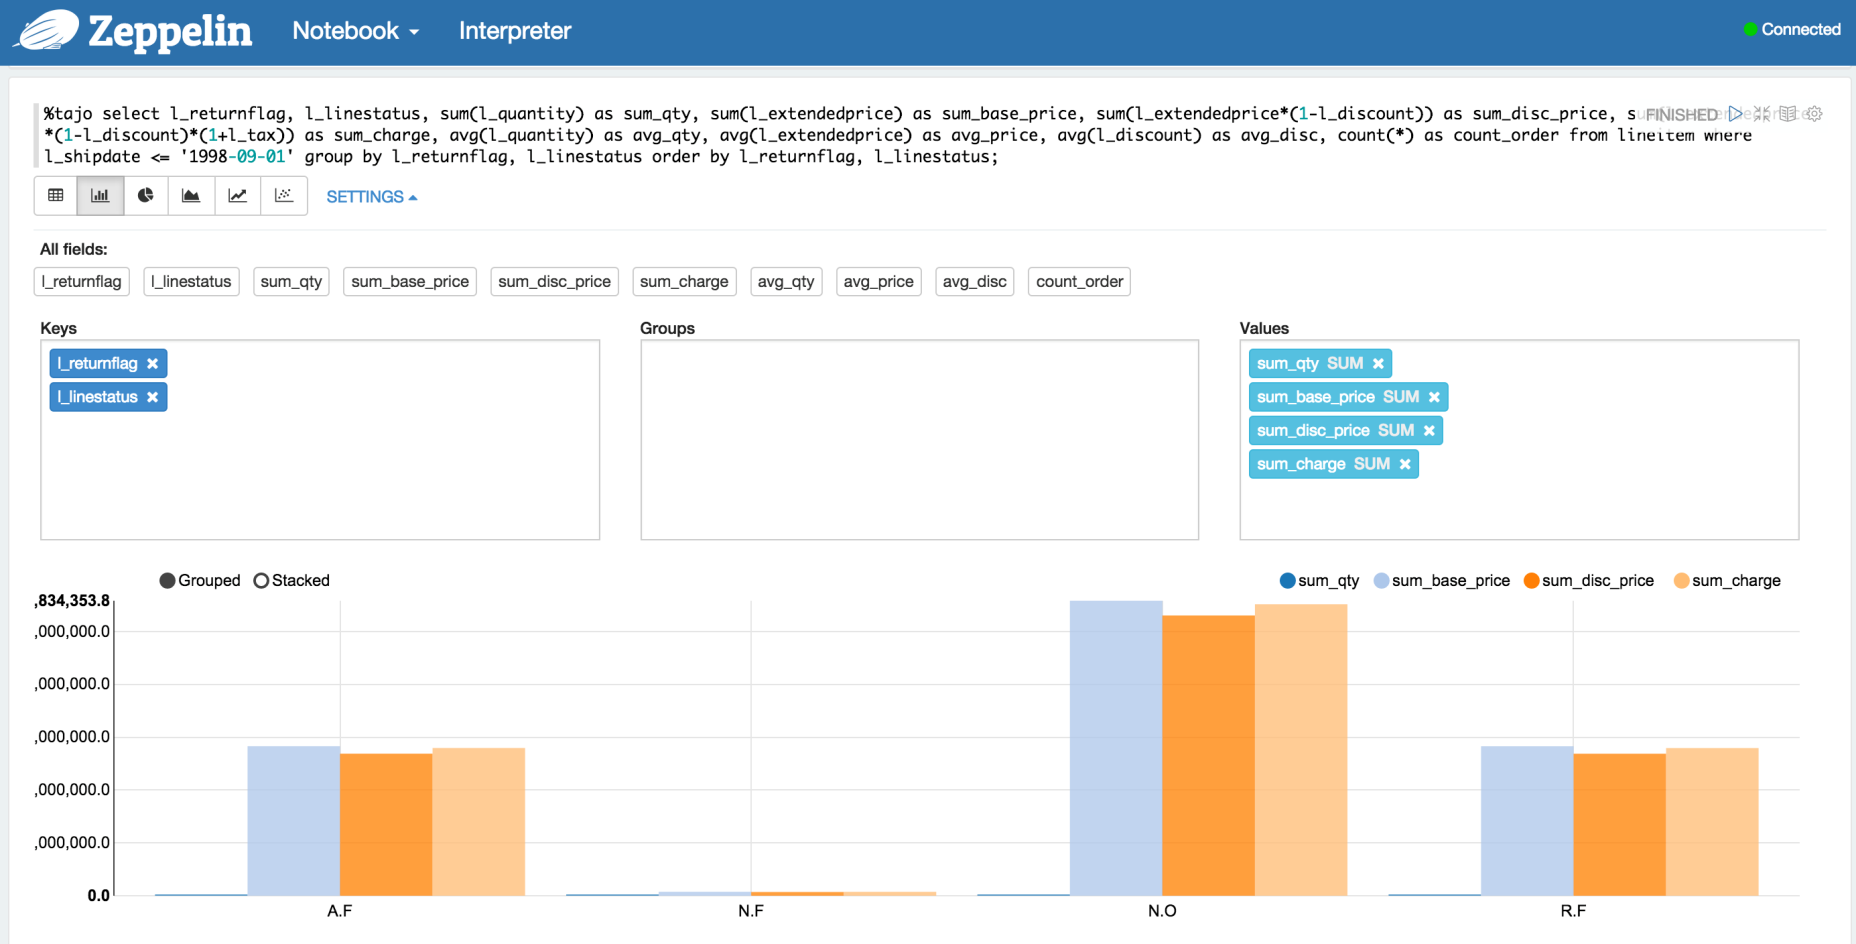 Zeppelin Notebook Interpreter Connected
%tajo select l_returnflag, l_linestatus, sum(l_quantity) as sum_qty, sum(l_extendedprice) as sum_base_price, sum(l_extendedprice*(1-l_discount)) as sum_disc_price, s FINISHED
*(1-l_discount)*(1+l_tax)) as sum_charge, avg(l_quantity) as avg_qty, avg(l_extendedprice) as avg_price, avg(l_discount) as avg_disc, count(*) as count_order from lineitem where
l_shipdate <= '1998-09-01' group by l_returnflag, l_linestatus order by l_returnflag, l_linestatus;
SETTINGS
All fields:
l_returnflag l_linestatus sum_qty sum_base_price sum_disc_price sum_charge avg_qty avg_price avg_disc count_order
Keys Groups Values
l_returnflag sum_qty SUM
l_linestatus sum_base_price SUM
sum_disc_price SUM
sum_charge SUM
Grouped Stacked sum_qty sum_base_price sum_disc_price sum_charge
,834,353.8
,000,000.0
,000,000.0
,000,000.0
,000,000.0
,000,000.0
0.0
A.F N.F N.O R.F